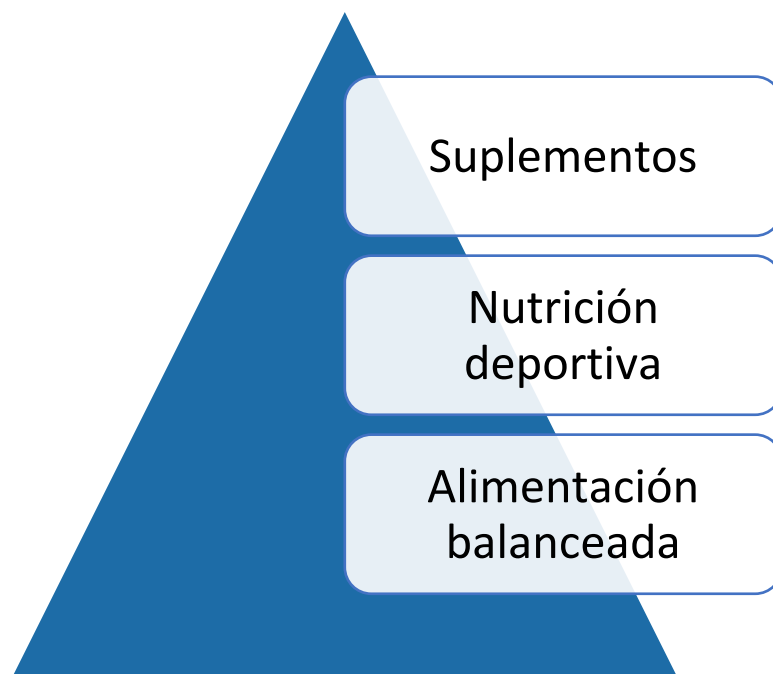 Suplementos
Nutrición
deportiva
Alimentación
balanceada